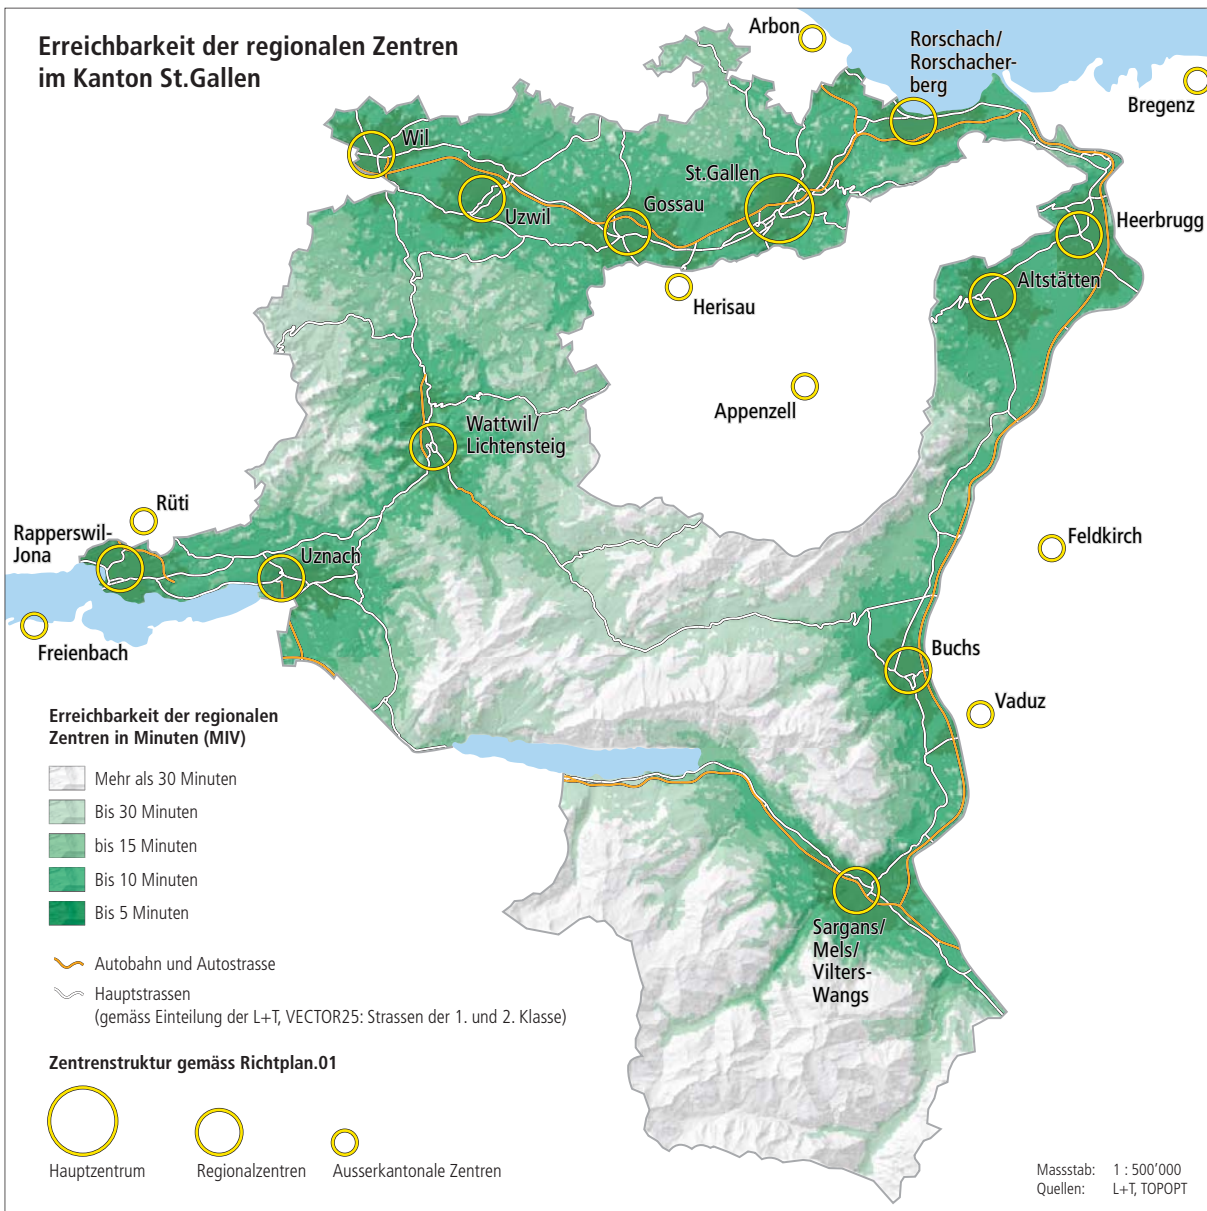 Erreichbarkeit der regionalen Zentren
im Kanton St.Gallen
Arbon
Rorschach/
Rorschacher-
berg
Bregenz
Wil
St.Gallen
Uzwil
Gossau
Heerbrugg
Altstätten
Herisau
Appenzell
Wattwil/
Lichtensteig
Rüti
Rapperswil-
Jona
Uznach
Feldkirch
Freienbach
Buchs
Vaduz
Sargans/
Mels/
Vilters-
Wangs
Erreichbarkeit der regionalen
Zentren in Minuten (MIV)
Mehr als 30 Minuten
Bis 30 Minuten
bis 15 Minuten
Bis 10 Minuten
Bis 5 Minuten
Autobahn und Autostrasse
Hauptstrassen
(gemäss Einteilung der L+T, VECTOR25: Strassen der 1. und 2. Klasse)
Zentrenstruktur gemäss Richtplan.01
Hauptzentrum
Regionalzentren
Ausserkantonale Zentren
Massstab: 1 : 500'000
Quellen: L+T, TOPOPT